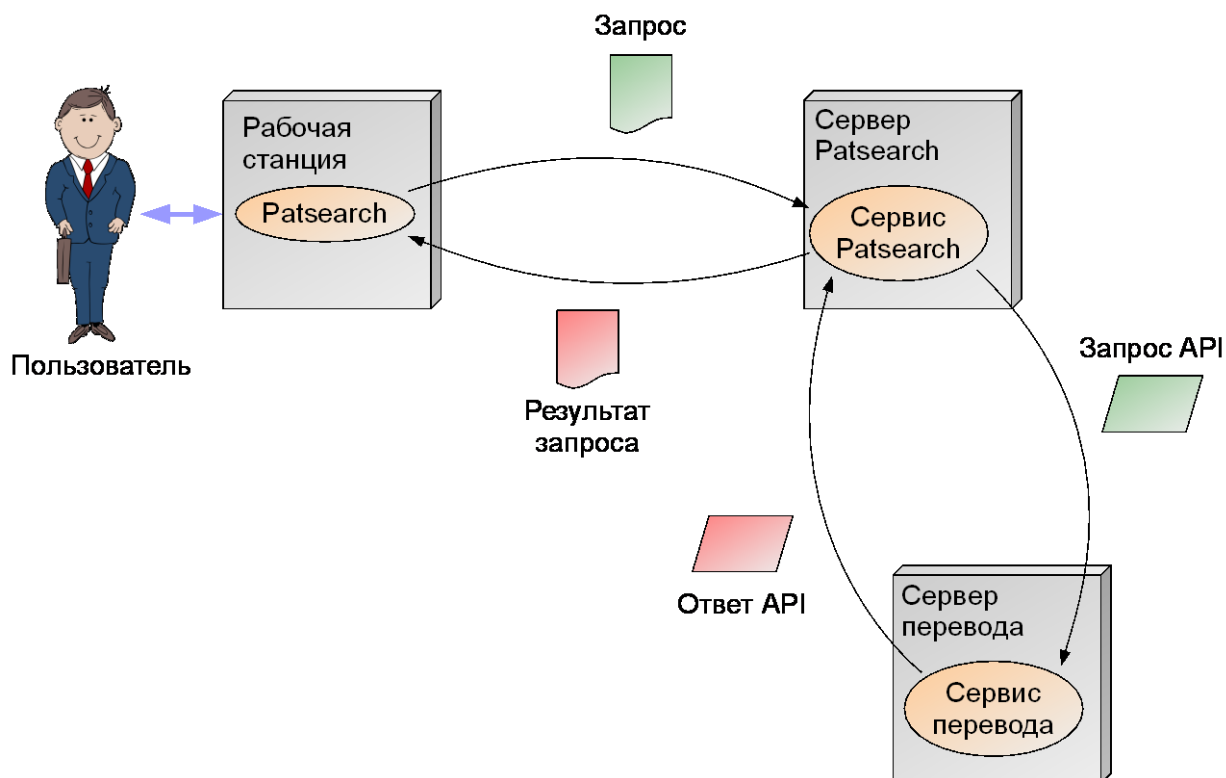 Запрос
Рабочая
станция
Patsearch
Сервер
Patsearch
Сервис
Patsearch
Пользователь
Результат
запроса
Запрос API
Ответ API
Сервер
перевода
Сервис
перевода